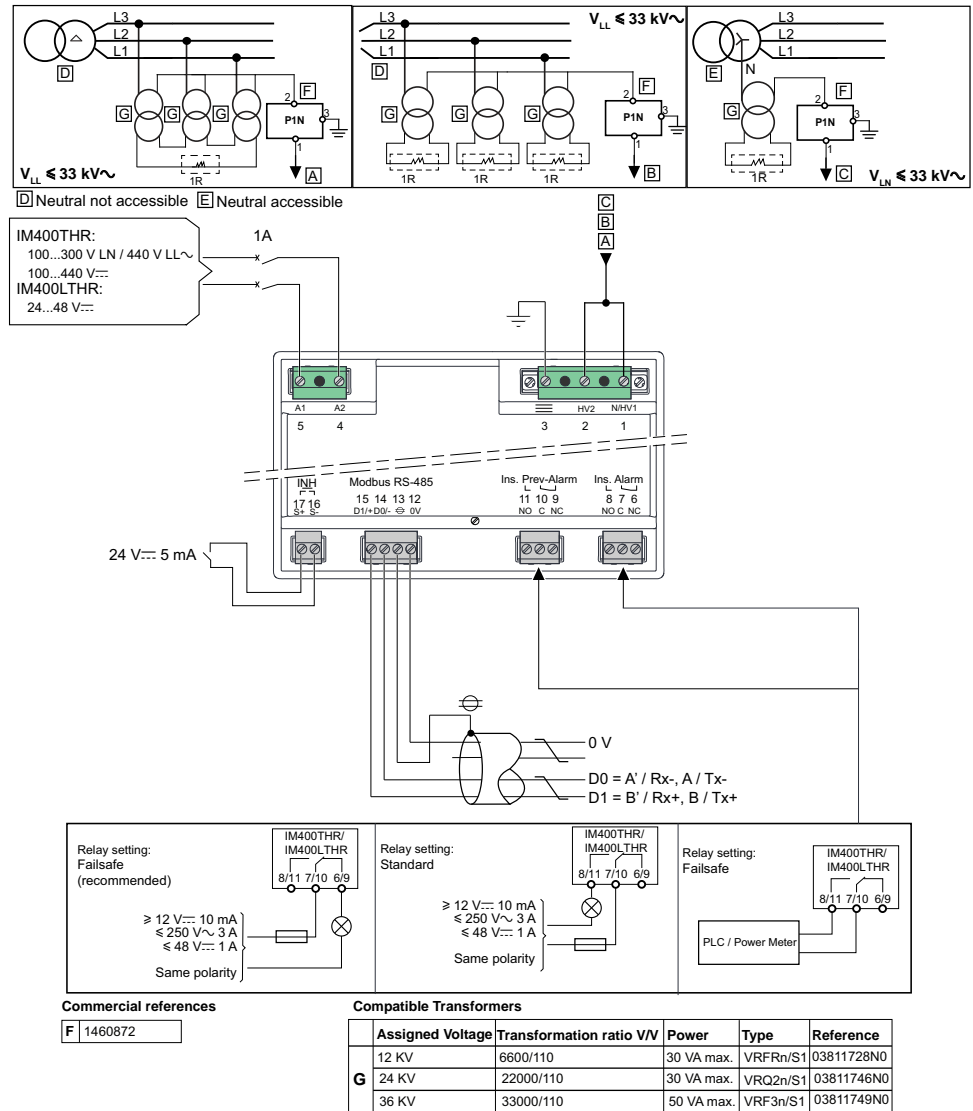 L3
L2
L1
D
G
G
G
F
2
3
P1N
1
1R
A
V_LL ⩽ 33 kV∿
L3
L2
L1
D
V_LL ⩽ 33 kV∿
G
G
G
F
2
3
P1N
1
1R
1R
1R
B
L3
L2
L1
E
N
G
F
2
3
P1N
1
1R
C
V_LN ⩽ 33 kV∿
D Neutral not accessible E Neutral accessible
C
B
A
IM400THR:
100...300 V LN / 440 V LL∿
100...440 V⎓
IM400LTHR:
24...48 V⎓
1A
A1 A2
5 4
HV2 N/HV1
3 2 1
INH
17 16
S+ S-
Modbus RS-485
15 14 13 12
D1/+ D0/- 0V
Ins. Prev-Alarm
11 10 9
NO C NC
Ins. Alarm
8 7 6
NO C NC
24 V⎓ 5 mA
0 V
D0 = A' / Rx-, A / Tx-
D1 = B' / Rx+, B / Tx+
Relay setting:
Failsafe
(recommended)
IM400THR/
IM400LTHR
8/11 7/10 6/9
⩾ 12 V⎓ 10 mA
⩽ 250 V∿ 3 A
⩽ 48 V⎓ 1 A
Same polarity
Relay setting:
Standard
IM400THR/
IM400LTHR
8/11 7/10 6/9
⩾ 12 V⎓ 10 mA
⩽ 250 V∿ 3 A
⩽ 48 V⎓ 1 A
Same polarity
Relay setting:
Failsafe
IM400THR/
IM400LTHR
8/11 7/10 6/9
PLC / Power Meter
Commercial references
F 1460872
Compatible Transformers
Assigned Voltage Transformation ratio V/V Power Type Reference
G
12 KV 6600/110 30 VA max. VRFRn/S1 03811728N0
24 KV 22000/110 30 VA max. VRQ2n/S1 03811746N0
36 KV 33000/110 50 VA max. VRF3n/S1 03811749N0